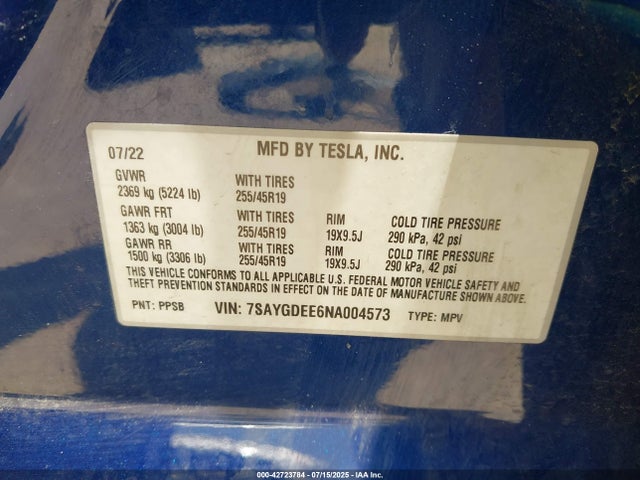 07/22 MFD BY TESLA, INC.
GVWR
2369 kg (5224 lb) WITH TIRES 255/45R19
GAWR FRT
1363 kg (3004 lb) WITH TIRES 255/45R19 RIM 19X9.5J COLD TIRE PRESSURE 290 kPa, 42 psi
GAWR RR
1500 kg (3306 lb) WITH TIRES 255/45R19 RIM 19X9.5J COLD TIRE PRESSURE 290 kPa, 42 psi
THIS VEHICLE CONFORMS TO ALL APPLICABLE U.S. FEDERAL MOTOR VEHICLE SAFETY AND
THEFT PREVENTION STANDARDS IN EFFECT ON THE DATE OF MANUFACTURE SHOWN ABOVE.
PNT: PPSB VIN: 7SAYGDEE6NA004573 TYPE: MPV
000-42723784 - 07/15/2025 - IAA Inc.